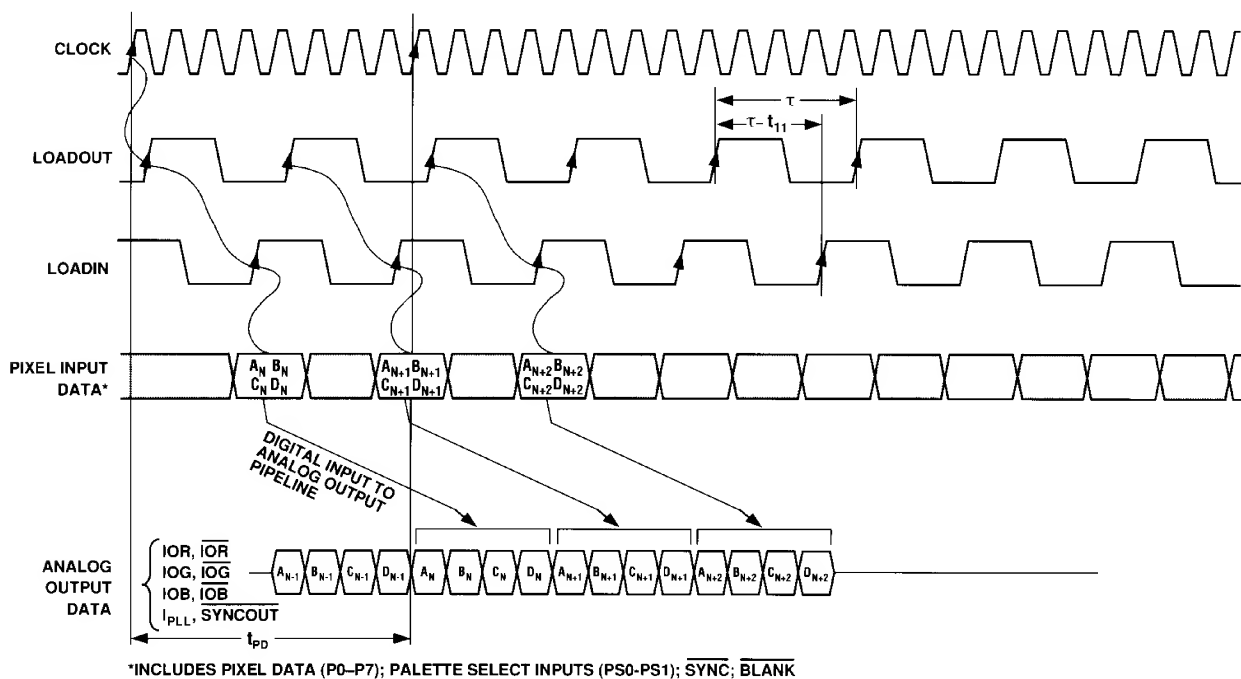 CLOCK
τ
τ– t11
LOADOUT
LOADIN
PIXEL INPUT
DATA*
AN BN
CN DN
AN+1 BN+1
CN+1 DN+1
AN+2 BN+2
CN+2 DN+2
DIGITAL INPUT TO
ANALOG OUTPUT
PIPELINE
ANALOG
OUTPUT
DATA
IOR, IOR
IOG, IOG
IOB, IOB
IPLL, SYNCOUT
AN-1 BN-1 CN-1 DN-1 AN BN CN DN AN+1 BN+1 CN+1 DN+1 AN+2 BN+2 CN+2 DN+2
tPD
*INCLUDES PIXEL DATA (P0–P7); PALETTE SELECT INPUTS (PS0-PS1); SYNC; BLANK